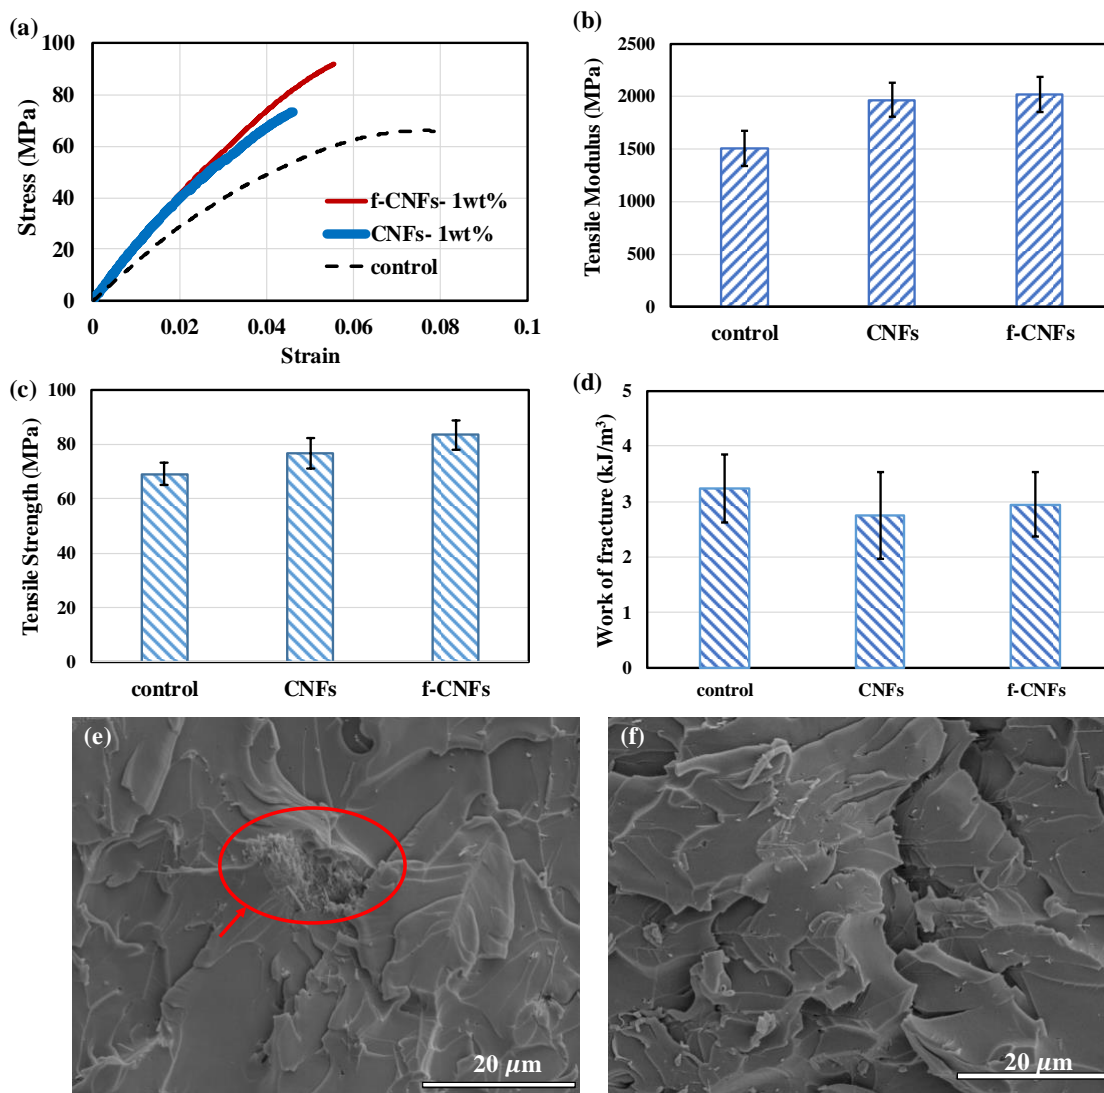 (a)
100
80
60
40
20
0
Stress (MPa)
f-CNFs- 1wt%
CNFs- 1wt%
control
0 0.02 0.04 0.06 0.08 0.1
Strain
(b)
2500
2000
1500
1000
500
0
Tensile Modulus (MPa)
control CNFs f-CNFs
(c)
100
80
60
40
20
0
Tensile Strength (MPa)
control CNFs f-CNFs
(d)
5
4
3
2
1
0
Work of fracture (kJ/m³)
control CNFs f-CNFs
(e)
20 μm
(f)
20 μm